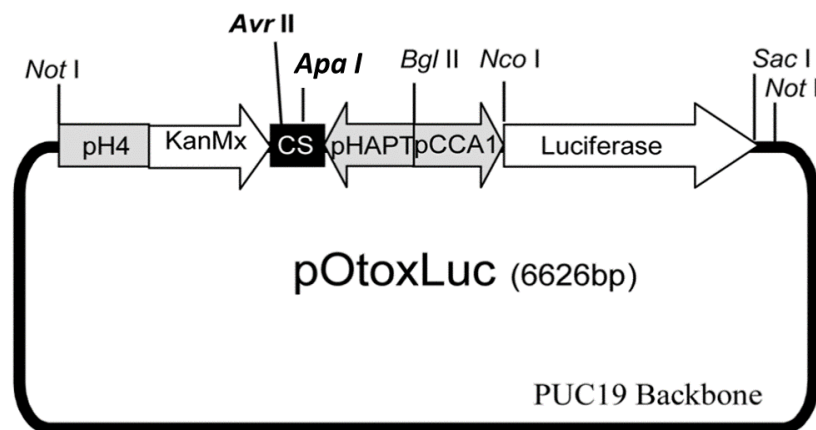 Avr II
Apa I
Not I
Bgl II
Nco I
Sac I
Not I
pH4
KanMx
CS
pHAPT
pCCA1
Luciferase
pOtoxLuc (6626bp)
PUC19 Backbone